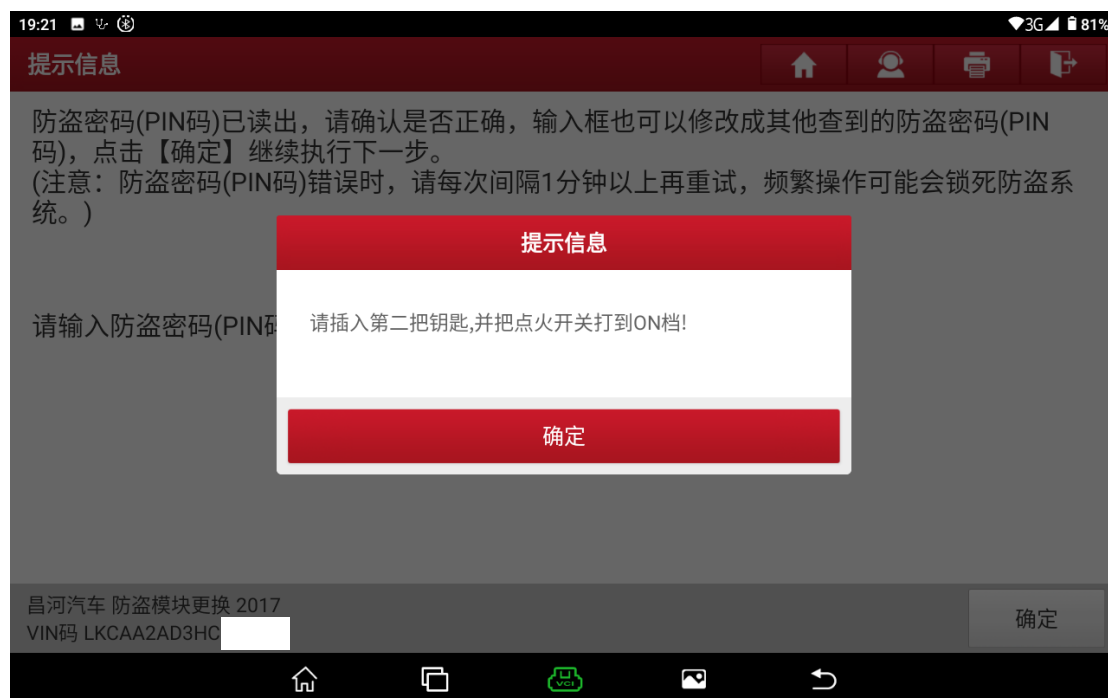 19:21
3G
81%
提示信息
防盗密码(PIN码)已读出，请确认是否正确，输入框也可以修改成其他查到的防盗密码(PIN
码)，点击【确定】继续执行下一步。
(注意：防盗密码(PIN码)错误时，请每次间隔1分钟以上再重试，频繁操作可能会锁死防盗系
统。)
提示信息
请输入防盗密码(PIN码
请插入第二把钥匙,并把点火开关打到ON档!
确定
昌河汽车 防盗模块更换 2017
VIN码 LKCAA2AD3HC
确定
VCI